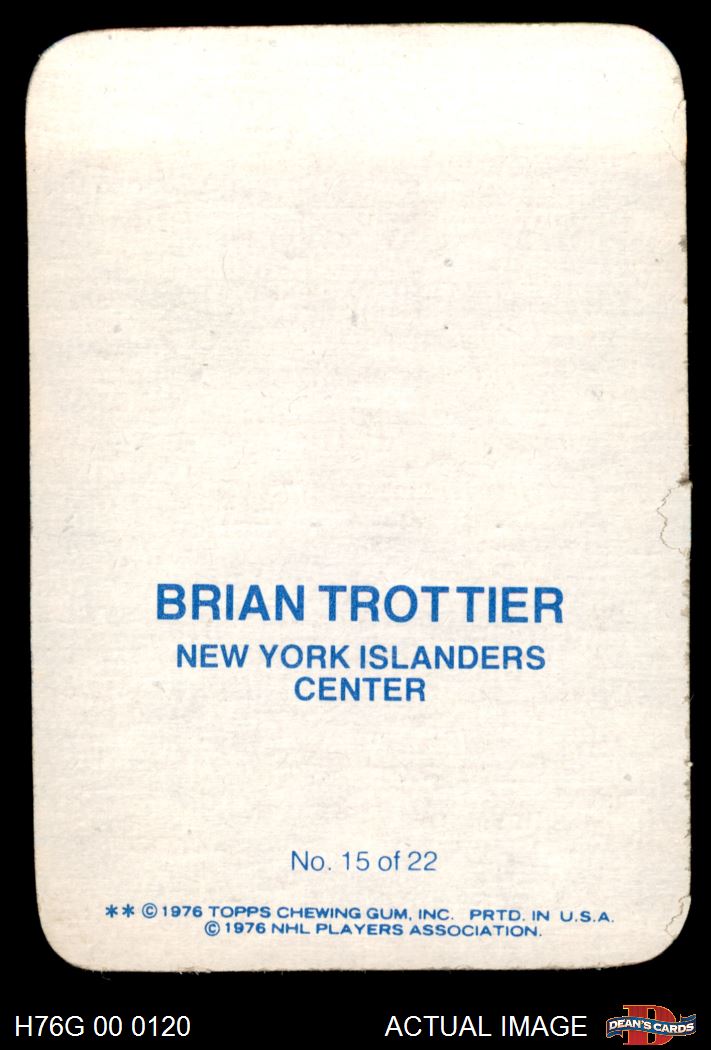 BRIAN TROTTIER
NEW YORK ISLANDERS
CENTER
No. 15 of 22
** © 1976 TOPPS CHEWING GUM, INC. PRTD. IN U.S.A.
© 1976 NHL PLAYERS ASSOCIATION.
H76G 00 0120 ACTUAL IMAGE D DEAN'S CARDS